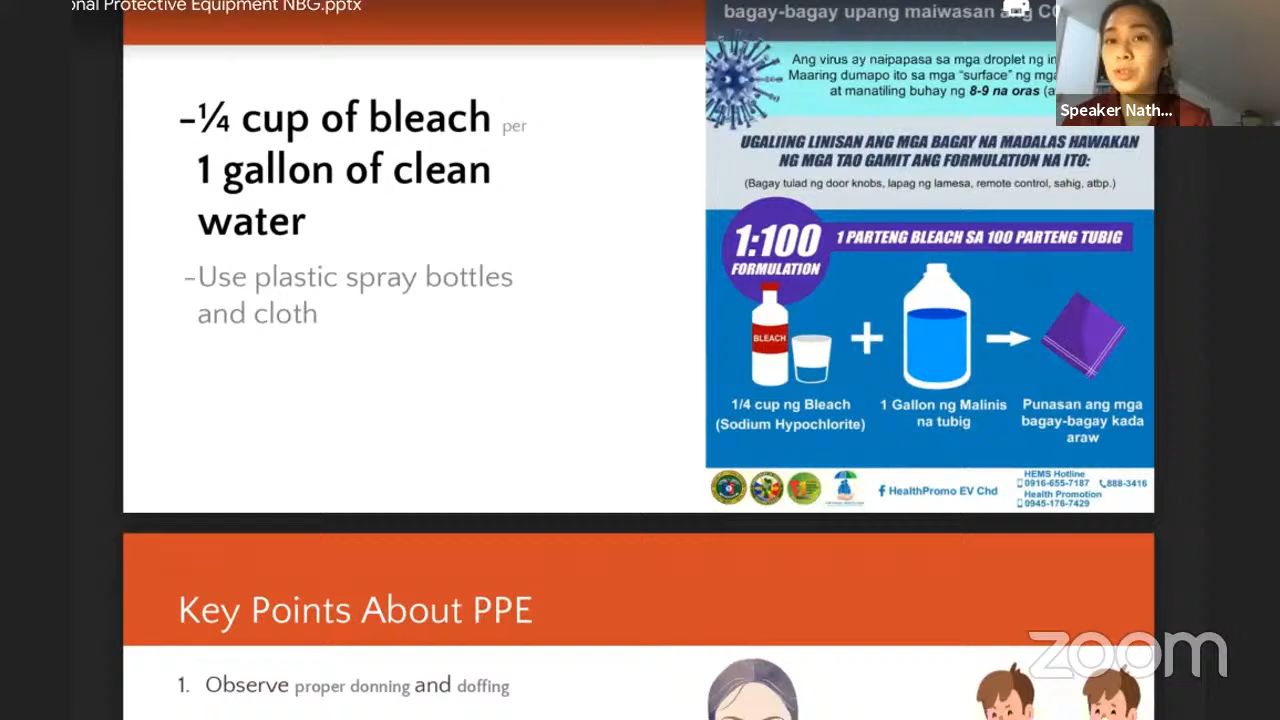 onal Protective Equipment NBG.pptx
bagay-bagay upang maiwasan ang CO
Ang virus ay naipapasa sa mga droplet ng in
Maaring dumapo ito sa mga “surface” ng mga
at manatiling buhay ng 8-9 na oras (a
Speaker Nath...
-¼ cup of bleach per
1 gallon of clean
water
-Use plastic spray bottles
and cloth
UGALIING LINISAN ANG MGA BAGAY NA MADALAS HAWAKAN
NG MGA TAO GAMIT ANG FORMULATION NA ITO:
(Bagay tulad ng door knobs, lapag ng lamesa, remote control, sahig, atbp.)
1:100
FORMULATION
1 PARTENG BLEACH SA 100 PARTENG TUBIG
BLEACH
1/4 cup ng Bleach
(Sodium Hypochlorite)
1 Gallon ng Malinis
na tubig
Punasan ang mga
bagay-bagay kada
araw
HealthPromo EV Chd
HEMS Hotline
0916-655-7187 888-3416
Health Promotion
0945-176-7429
Key Points About PPE
1. Observe proper donning and doffing
zoom